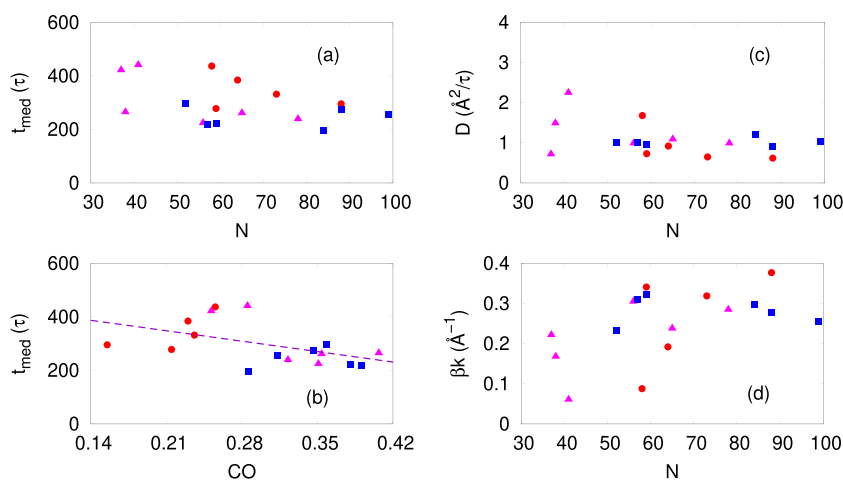 600
400
200
0
t_med (τ)
(a)
30 40 50 60 70 80 90 100
N
4
3
2
1
0
D (Å²/τ)
(c)
30 40 50 60 70 80 90 100
N
600
400
200
0
t_med (τ)
(b)
0.14 0.21 0.28 0.35 0.42
CO
0.4
0.3
0.2
0.1
0
βk (Å⁻¹)
(d)
30 40 50 60 70 80 90 100
N